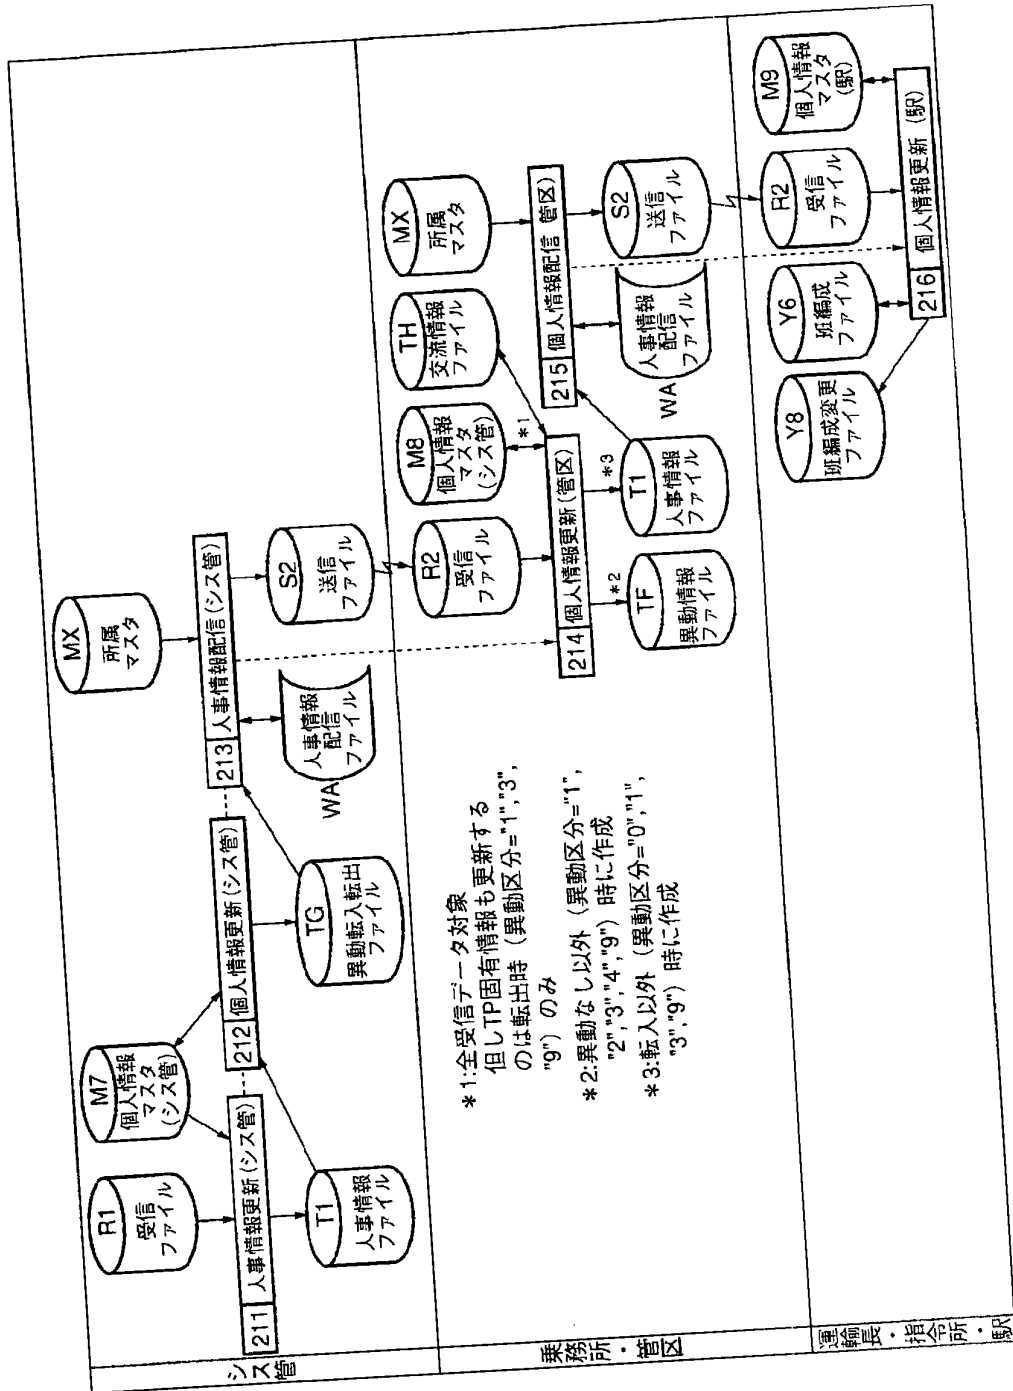 シス管
R1
受信
ファイル
M7
個人情報
マスタ
(シス管)
211 人事情報更新(シス管)
T1
人事情報
ファイル
212 個人情報更新(シス管)
TG
異動転入転出
ファイル
MX
所属
マスタ
213 人事情報配信(シス管)
WA
人事情報
配信
ファイル
S2
送信
ファイル
乗務所・管区
R2
受信
ファイル
M8
個人情報
マスタ
(シス管)
*1
TH
交流情報
ファイル
214 個人情報更新(管区)
*2
TF
異動情報
ファイル
*3
T1
人事情報
ファイル
MX
所属
マスタ
215 個人情報配信 管区)
WA
人事情報
配信
ファイル
S2
送信
ファイル
*1:全受信データ対象
但しTP固有情報も更新する
のは転出時(異動区分="1","3",
"9")のみ
*2:異動なし以外(異動区分="1",
"2","3","4","9")時に作成
*3:転入以外(異動区分="0","1",
"3","9")時に作成
運輸長・指令所・駅
Y8
班編成変更
ファイル
Y6
班編成
ファイル
R2
受信
ファイル
M9
個人情報
マスタ
(駅)
216 個人情報更新(駅)